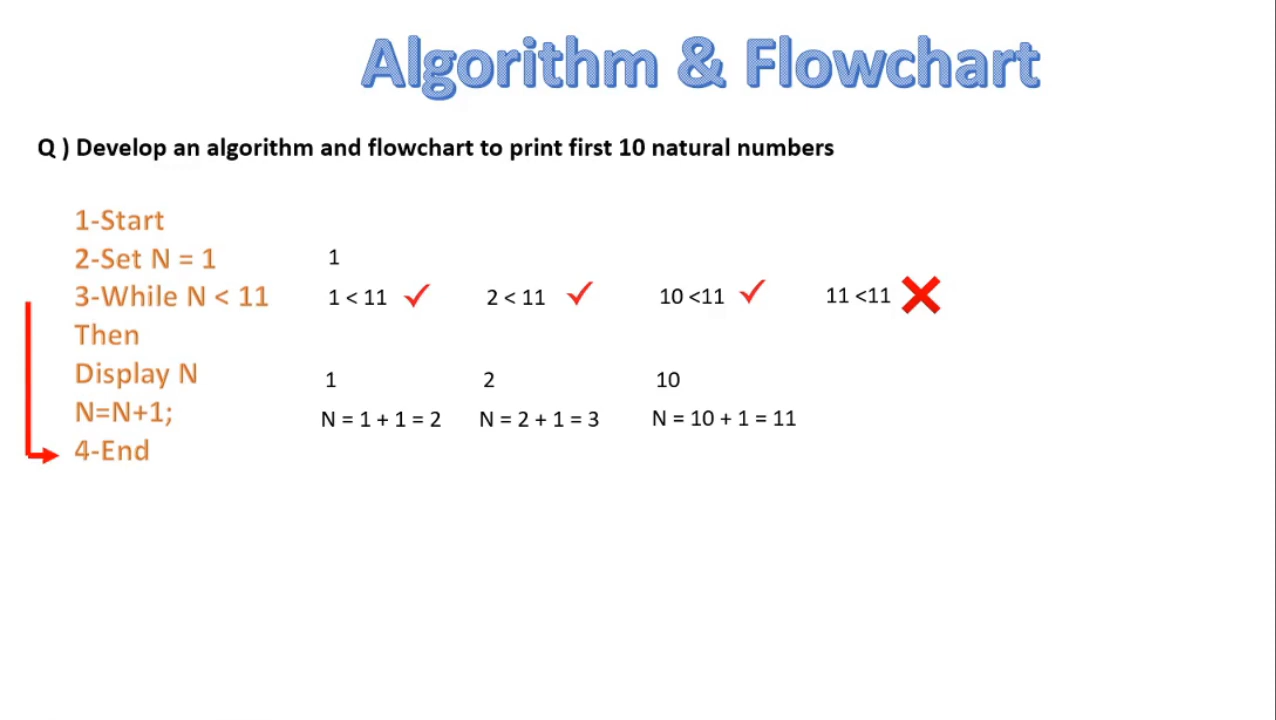 Algorithm & Flowchart
Q ) Develop an algorithm and flowchart to print first 10 natural numbers
1-Start
2-Set N = 1 1
3-While N < 11 1 < 11 2 < 11 10 <11 11 <11
Then
Display N 1 2 10
N=N+1; N = 1 + 1 = 2 N = 2 + 1 = 3 N = 10 + 1 = 11
4-End